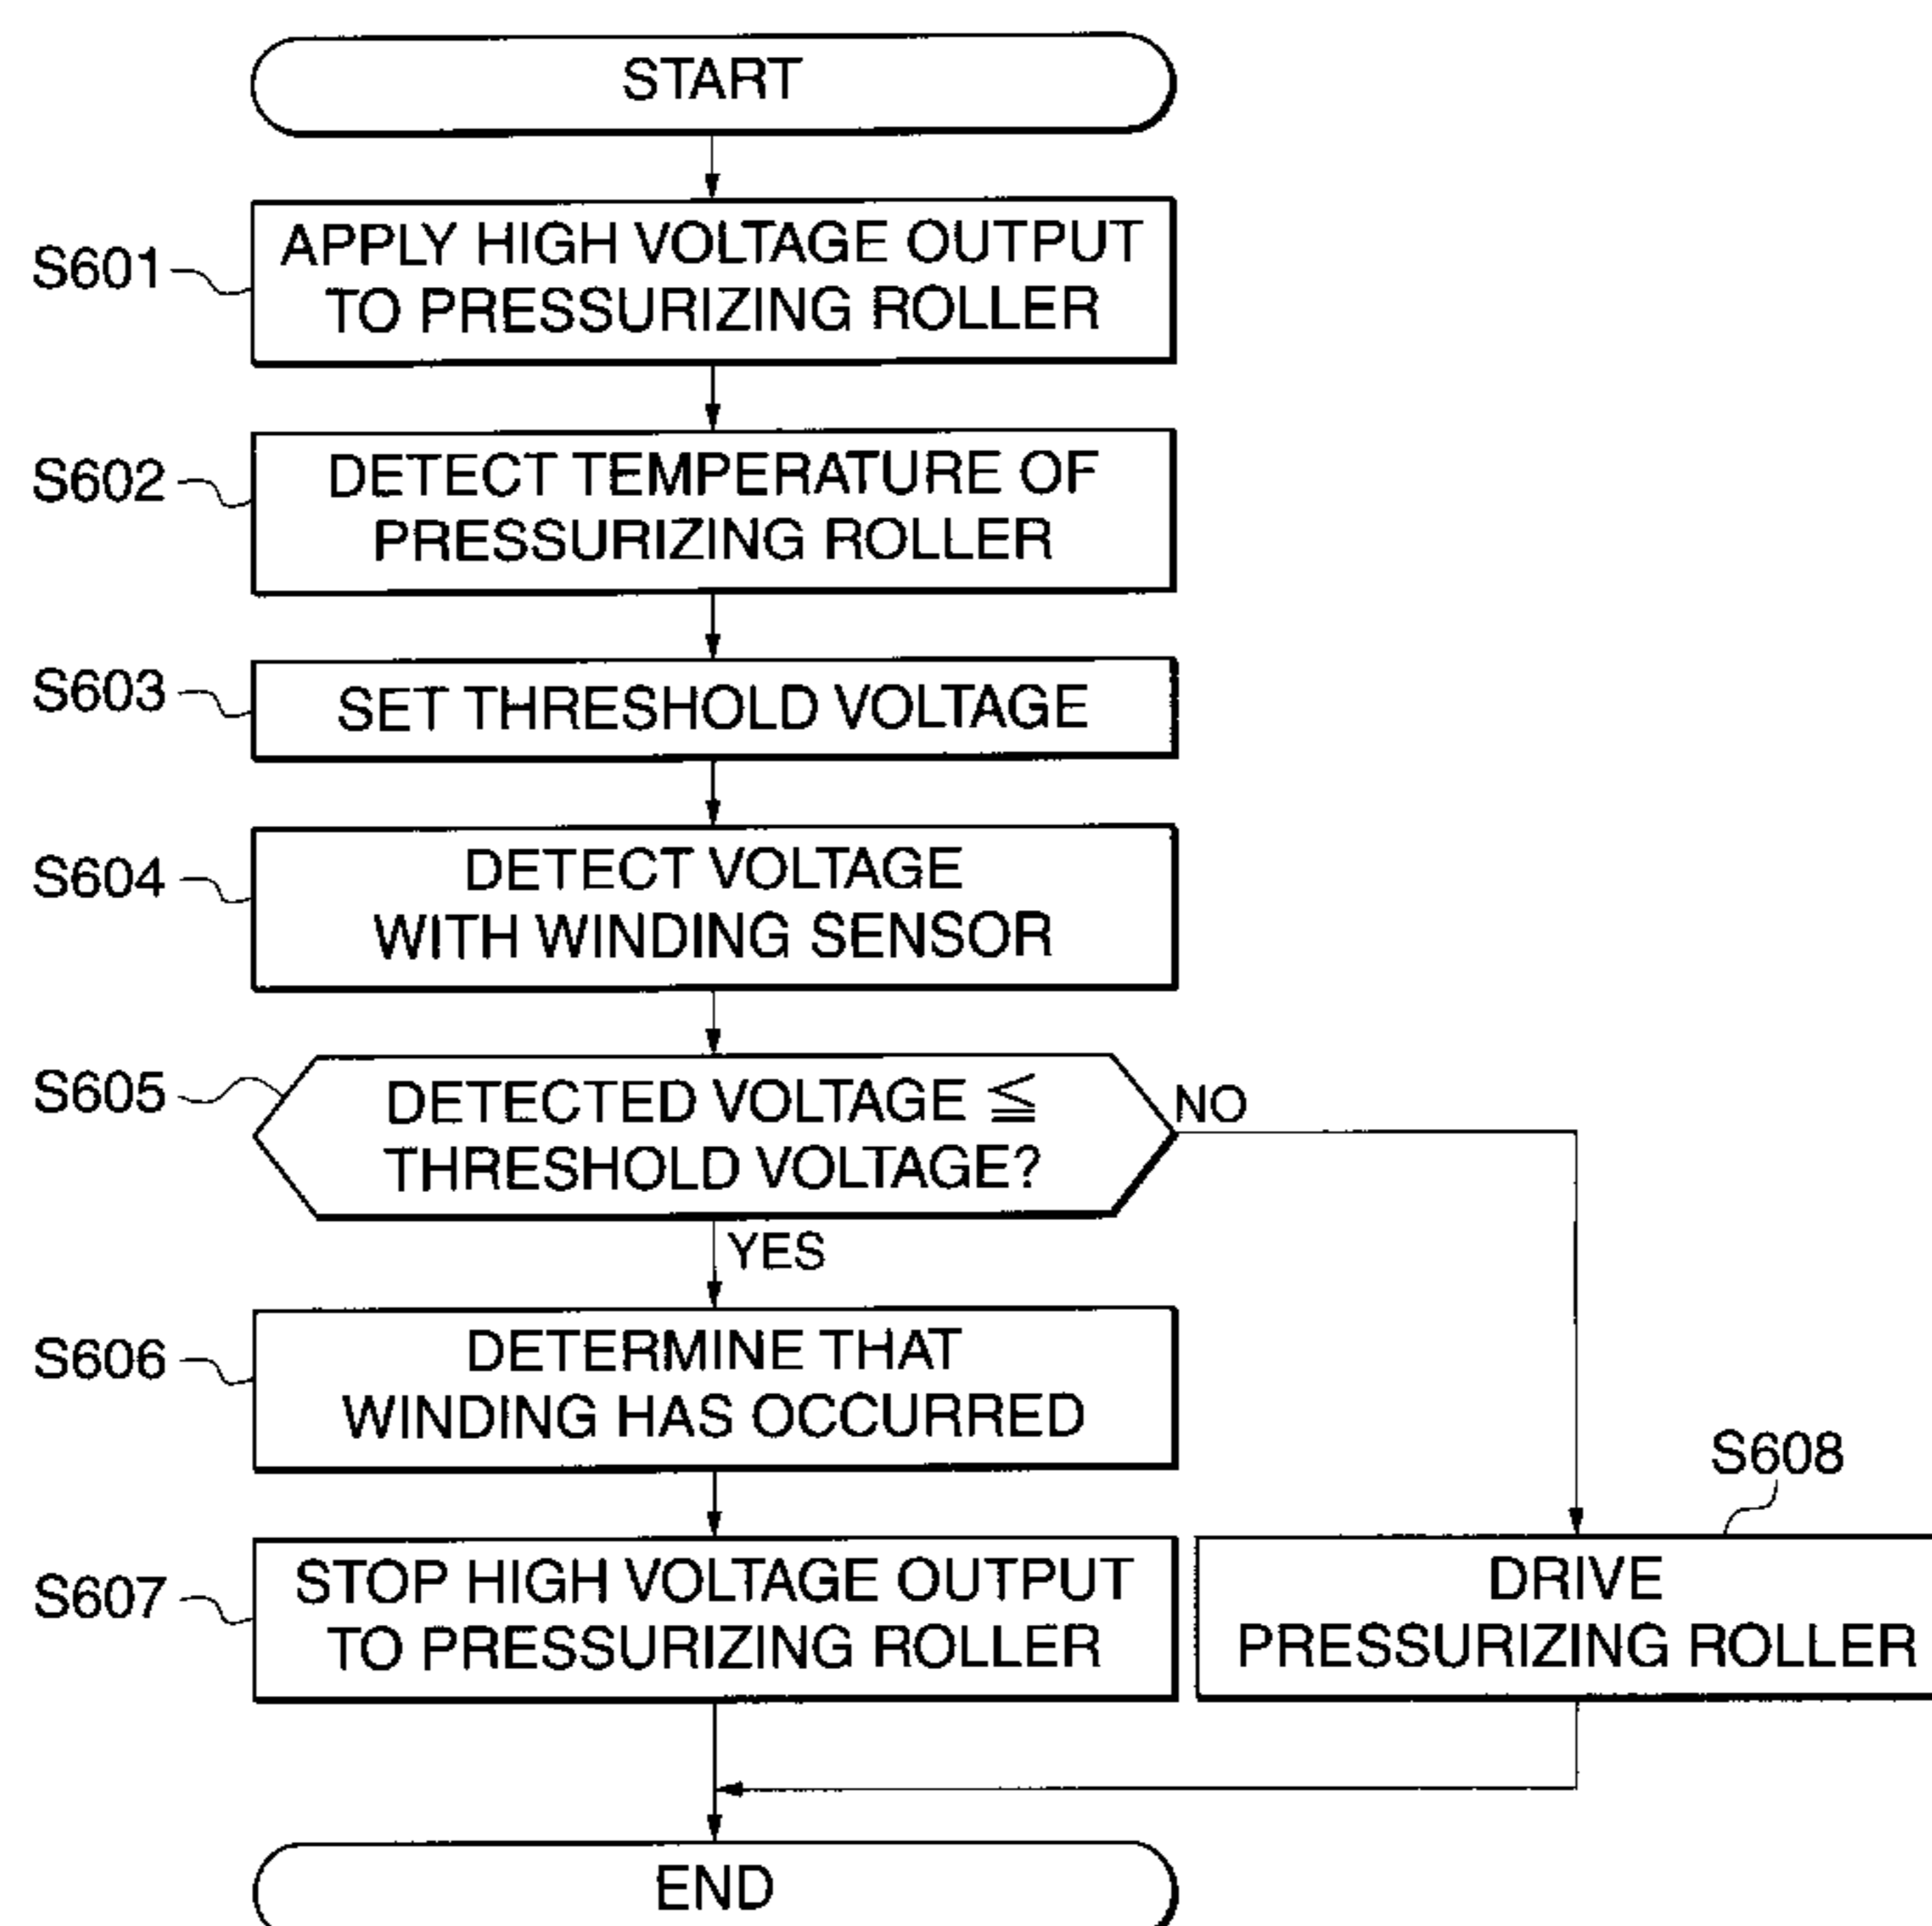 START
S601
APPLY HIGH VOLTAGE OUTPUT
TO PRESSURIZING ROLLER
S602
DETECT TEMPERATURE OF
PRESSURIZING ROLLER
S603
SET THRESHOLD VOLTAGE
S604
DETECT VOLTAGE
WITH WINDING SENSOR
S605
DETECTED VOLTAGE ≦
THRESHOLD VOLTAGE?
NO
YES
S606
DETERMINE THAT
WINDING HAS OCCURRED
S607
STOP HIGH VOLTAGE OUTPUT
TO PRESSURIZING ROLLER
S608
DRIVE
PRESSURIZING ROLLER
END